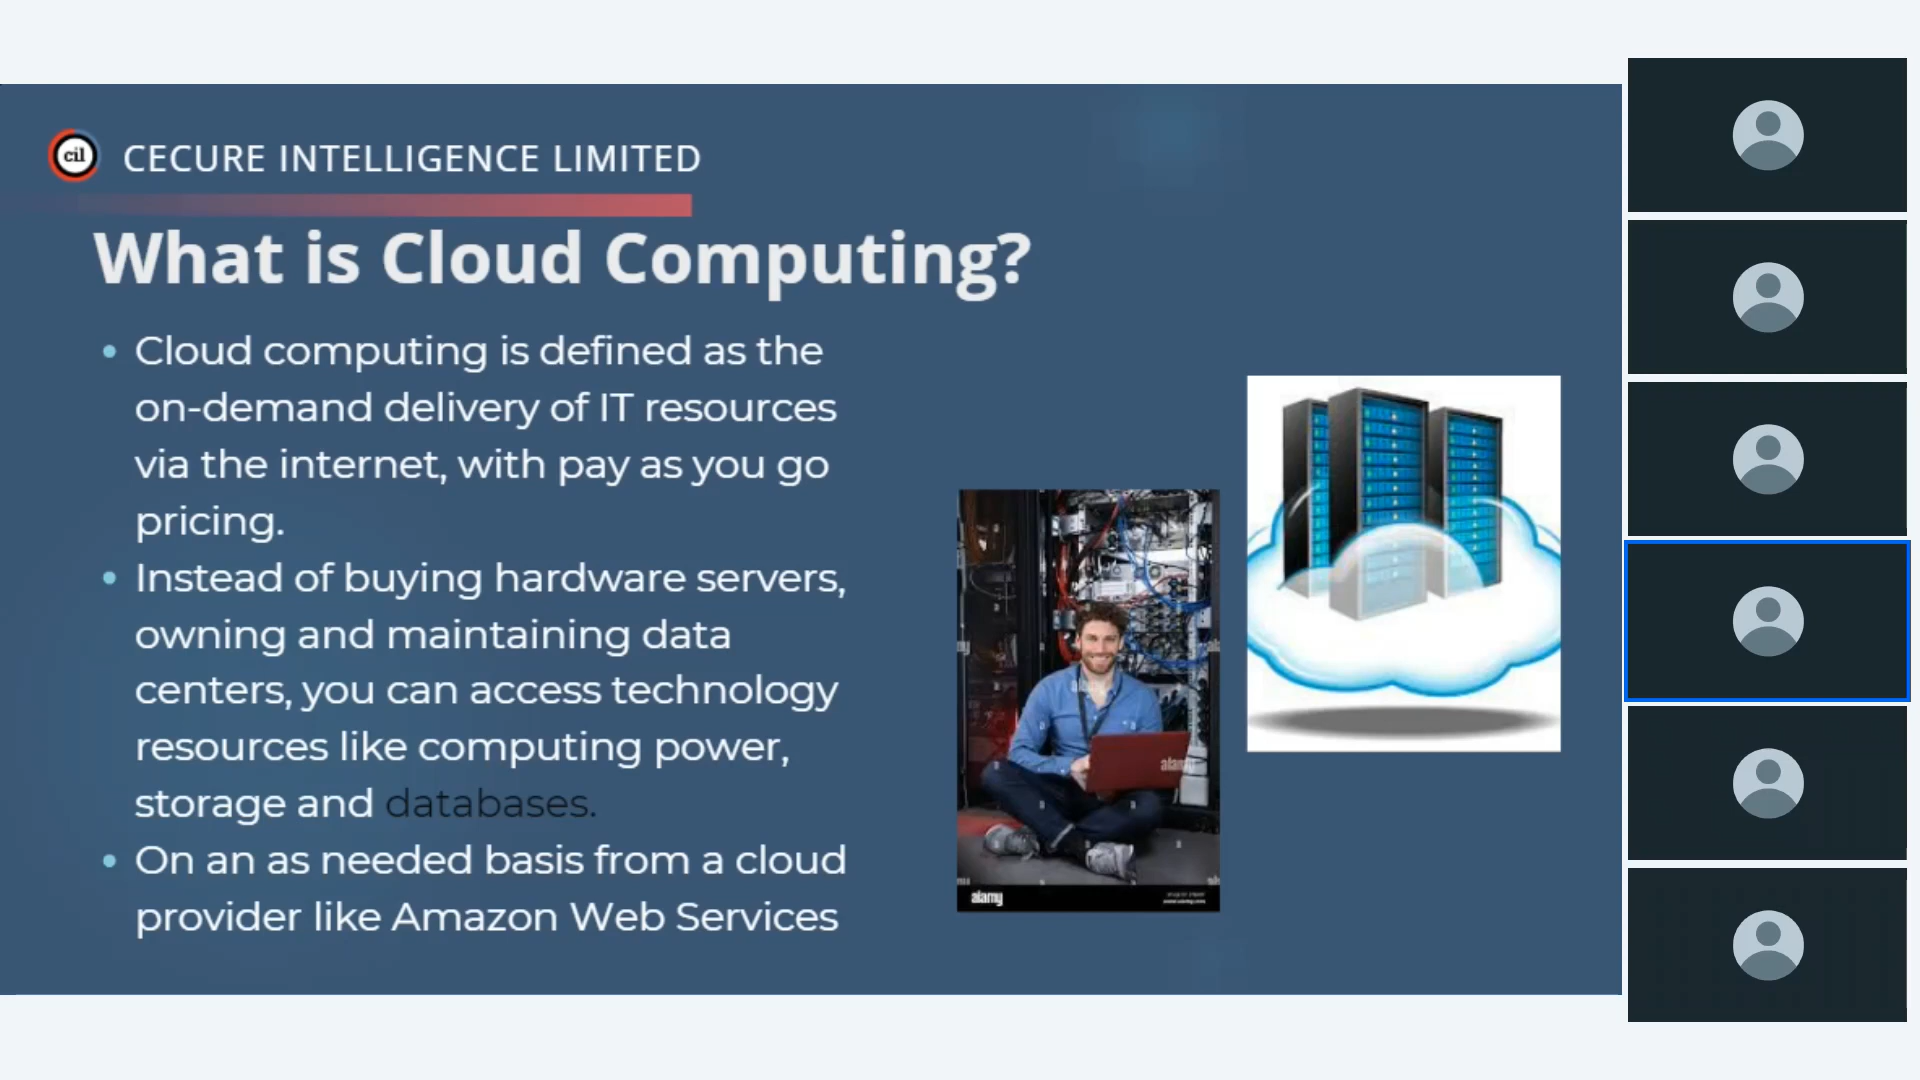 cil
CECURE INTELLIGENCE LIMITED
What is Cloud Computing?
• Cloud computing is defined as the
on-demand delivery of IT resources
via the internet, with pay as you go
pricing.
• Instead of buying hardware servers,
owning and maintaining data
centers, you can access technology
resources like computing power,
storage and databases.
• On an as needed basis from a cloud
provider like Amazon Web Services
alamy
alamy